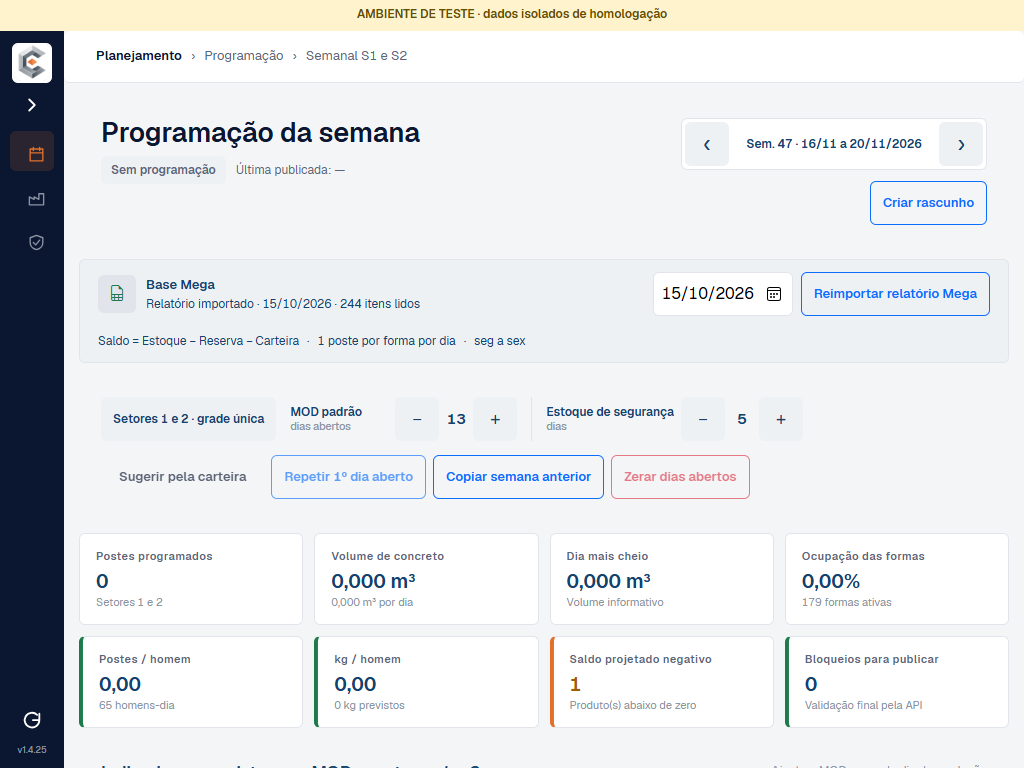 AMBIENTE DE TESTE · dados isolados de homologação
Planejamento › Programação › Semanal S1 e S2
Programação da semana
Sem programação Última publicada: —
Sem. 47 · 16/11 a 20/11/2026
Criar rascunho
Base Mega
Relatório importado · 15/10/2026 · 244 itens lidos
15/10/2026
Reimportar relatório Mega
Saldo = Estoque – Reserva – Carteira · 1 poste por forma por dia · seg a sex
Setores 1 e 2 · grade única
MOD padrão
dias abertos
− 13 +
Estoque de segurança
dias
− 5 +
Sugerir pela carteira
Repetir 1º dia aberto
Copiar semana anterior
Zerar dias abertos
Postes programados
0
Setores 1 e 2
Volume de concreto
0,000 m³
0,000 m³ por dia
Dia mais cheio
0,000 m³
Volume informativo
Ocupação das formas
0,00%
179 formas ativas
Postes / homem
0,00
65 homens-dia
kg / homem
0,00
0 kg previstos
Saldo projetado negativo
1
Produto(s) abaixo de zero
Bloqueios para publicar
0
Validação final pela API
v1.4.25